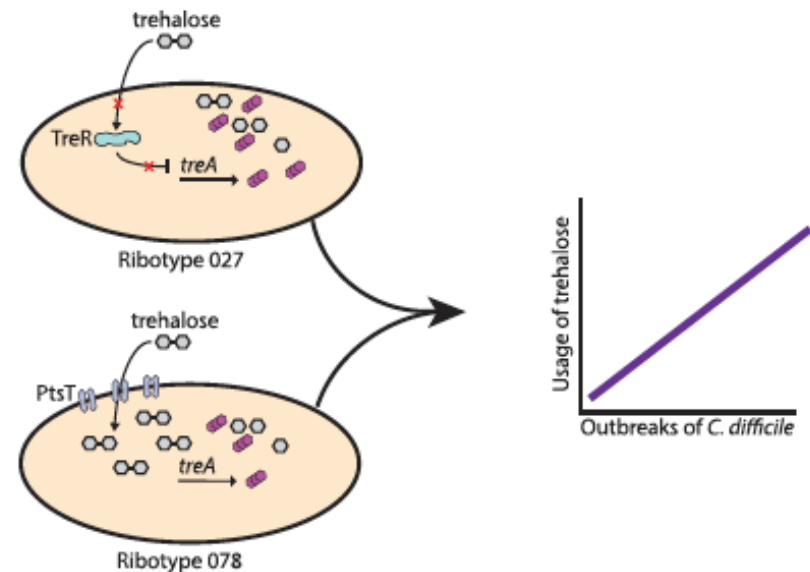 trehalose
TreR
treA
Ribotype 027
trehalose
PtsT
treA
Ribotype 078
Usage of trehalose
Outbreaks of C. difficile